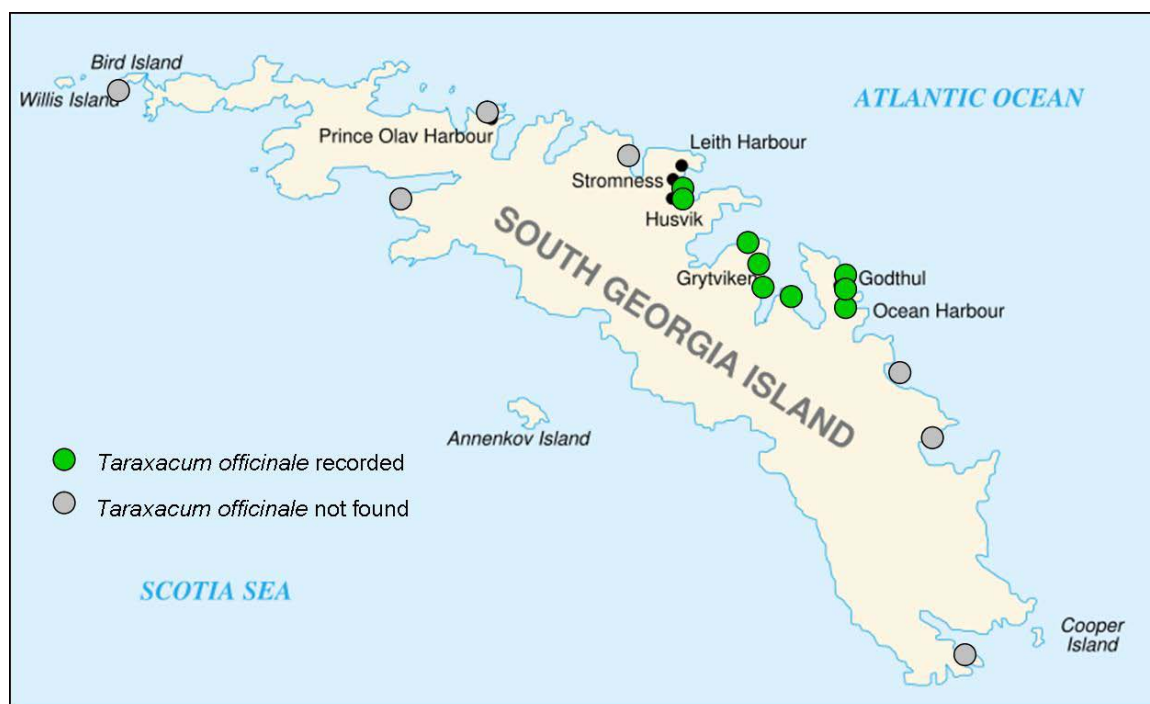 Bird Island
Willis Island
ATLANTIC OCEAN
Prince Olav Harbour
Leith Harbour
Stromness
Husvik
SOUTH GEORGIA ISLAND
Grytviken
Godthul
Ocean Harbour
Annenkov Island
Taraxacum officinale recorded
Taraxacum officinale not found
SCOTIA SEA
Cooper
Island